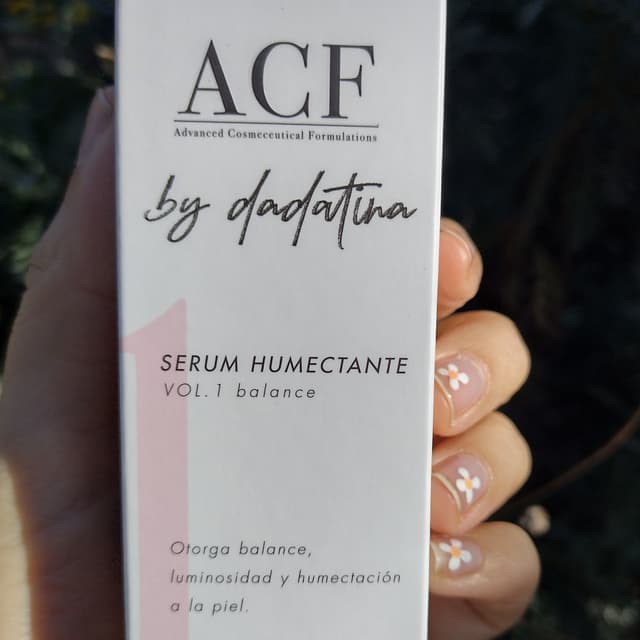 ACF
Advanced Cosmeceutical Formulations
by dadatina
1
SERUM HUMECTANTE
VOL.1 balance
Otorga balance,
luminosidad y humectación
a la piel.